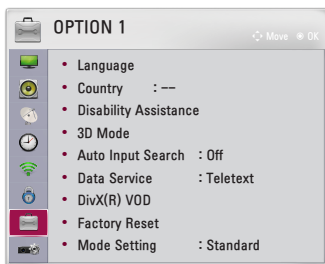 OPTION 1
Move OK
• Language
• Country : --
• Disability Assistance
• 3D Mode
• Auto Input Search : Off
• Data Service : Teletext
• DivX(R) VOD
• Factory Reset
• Mode Setting : Standard